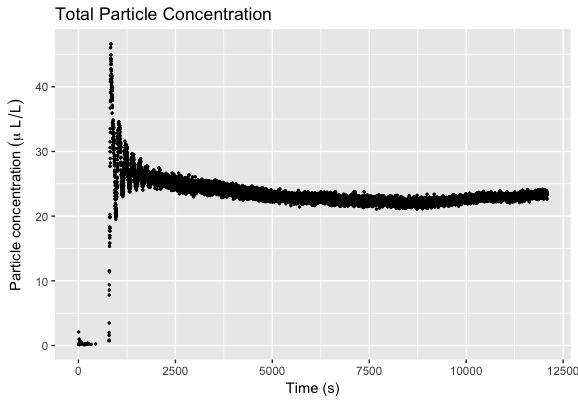 Total Particle Concentration
Particle concentration (μ L/L)
40
30
20
10
0
0 2500 5000 7500 10000 12500
Time (s)